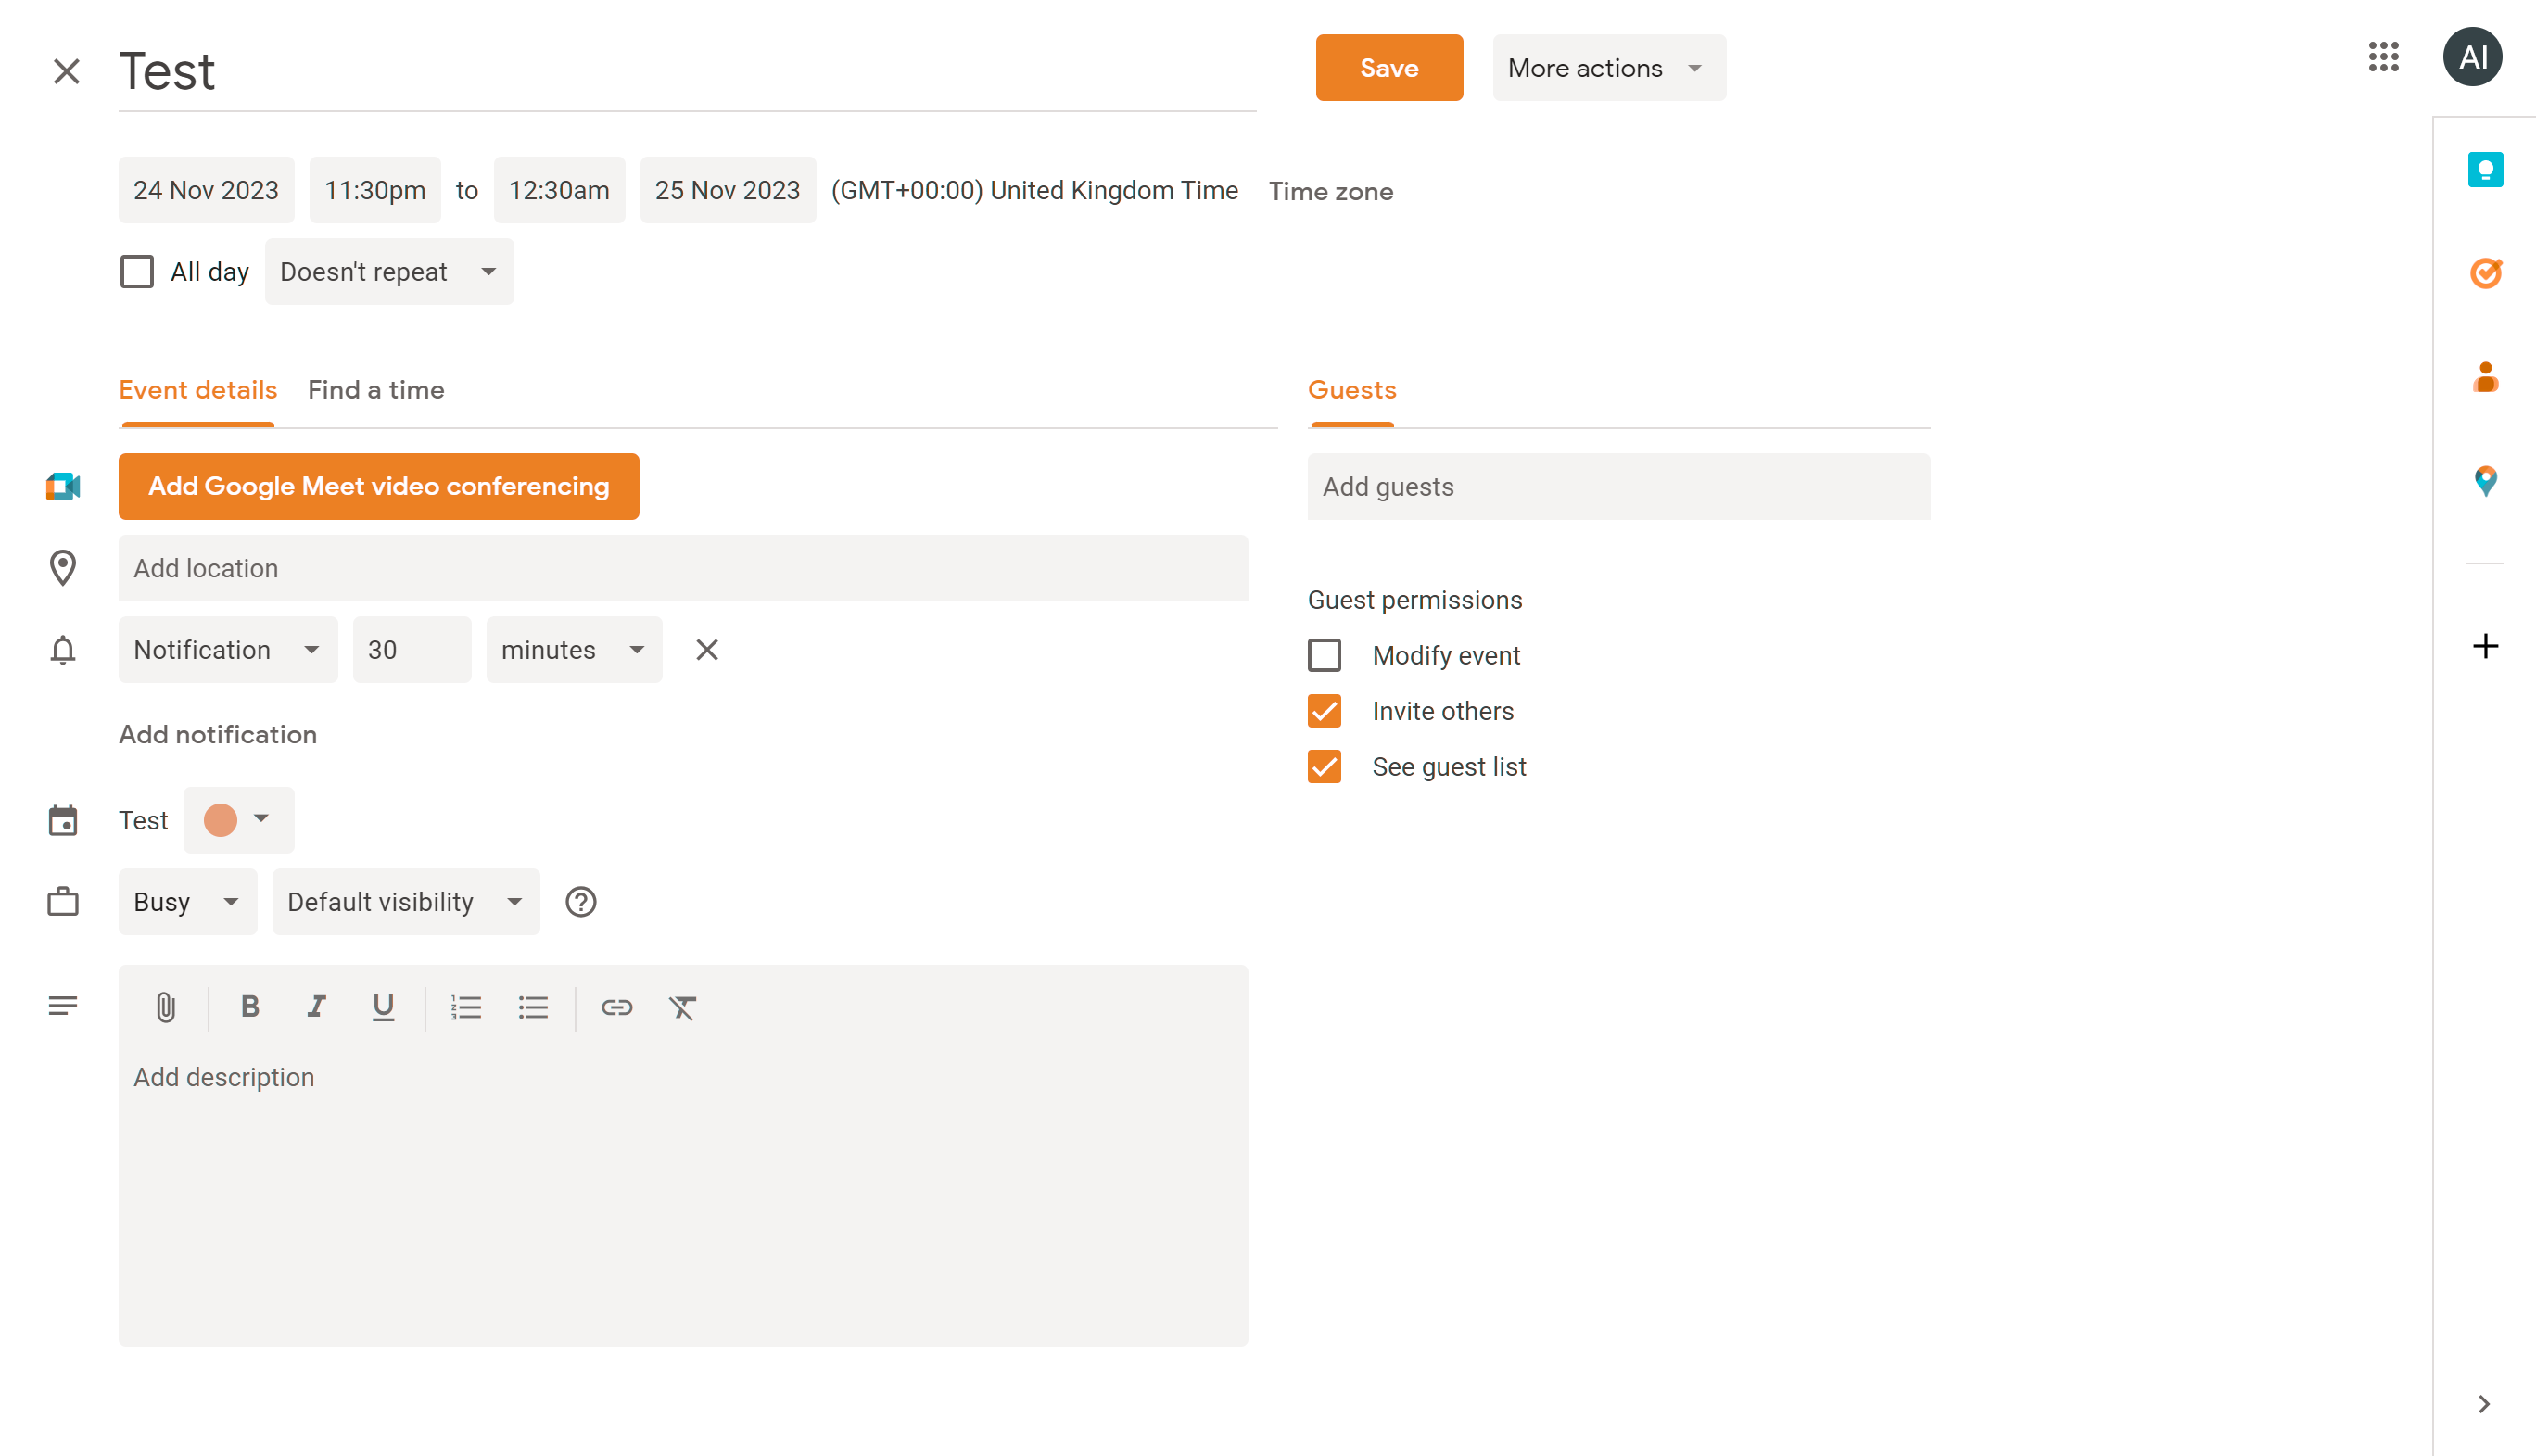 Test
Save
More actions
AI
24 Nov 2023 11:30pm to 12:30am 25 Nov 2023 (GMT+00:00) United Kingdom Time Time zone
All day Doesn't repeat
Event details Find a time
Guests
Add Google Meet video conferencing
Add guests
Add location
Guest permissions
Notification 30 minutes
Modify event
Invite others
Add notification
See guest list
Test
Busy Default visibility
B I U
Add description